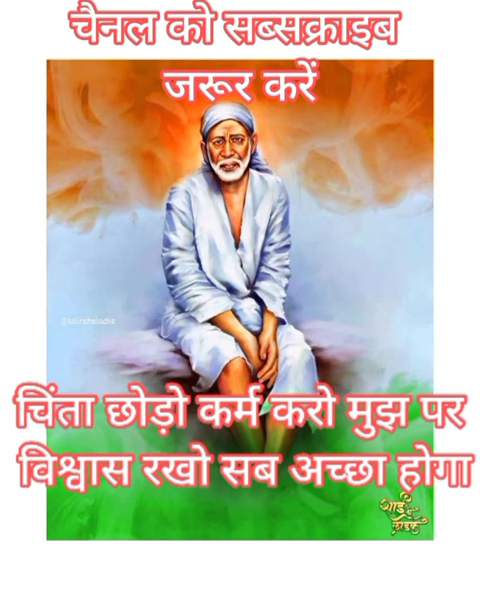 चैनल को सब्सक्राइब
जरूर करें
चिंता छोड़ो कर्म करो मुझ पर
विश्वास रखो सब अच्छा होगा